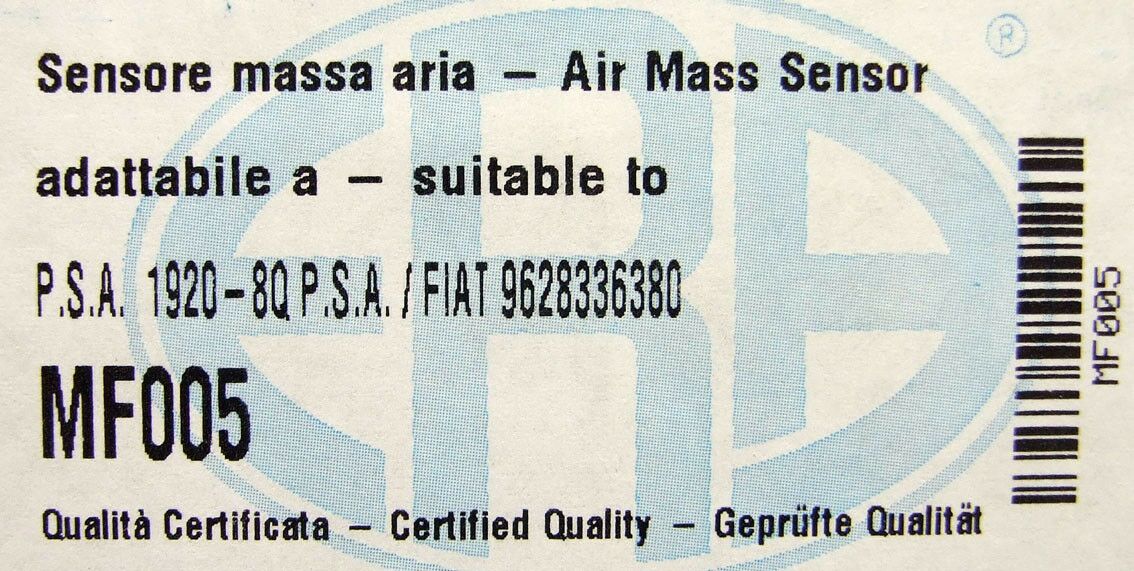 Sensore massa aria – Air Mass Sensor
®
adattabile a – suitable to
P.S.A. 1920-8Q P.S.A. / FIAT 9628336380
MF005
MF005
Qualità Certificata – Certified Quality – Geprüfte Qualität
ERA